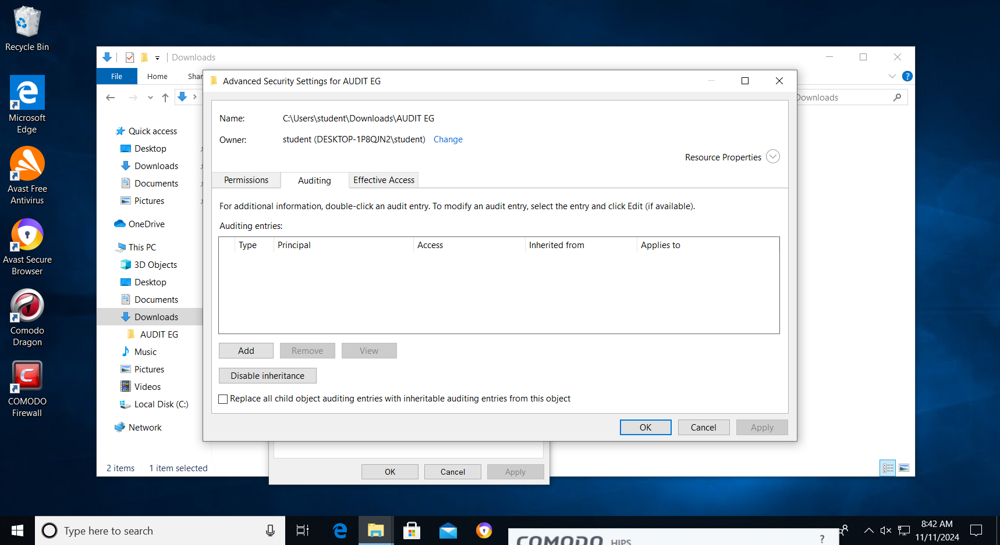 Recycle Bin
Microsoft
Edge
Avast Free
Antivirus
Avast Secure
Browser
Comodo
Dragon
COMODO
Firewall
Downloads
File
Home
Shar
?
Downloads
Quick access
Desktop
Downloads
Documents
Pictures
OneDrive
This PC
3D Objects
Desktop
Documents
Downloads
AUDIT EG
Music
Pictures
Videos
Local Disk (C:)
Network
2 items
1 item selected
Advanced Security Settings for AUDIT EG
Name:
C:\Users\student\Downloads\AUDIT EG
Owner:
student (DESKTOP-1P8QJN2\student)
Change
Resource Properties
Permissions
Auditing
Effective Access
For additional information, double-click an audit entry. To modify an audit entry, select the entry and click Edit (if available).
Auditing entries:
Type
Principal
Access
Inherited from
Applies to
Add
Remove
View
Disable inheritance
Replace all child object auditing entries with inheritable auditing entries from this object
OK
Cancel
Apply
OK
Cancel
Apply
Type here to search
COMODO HIPS
?
8:42 AM
11/11/2024